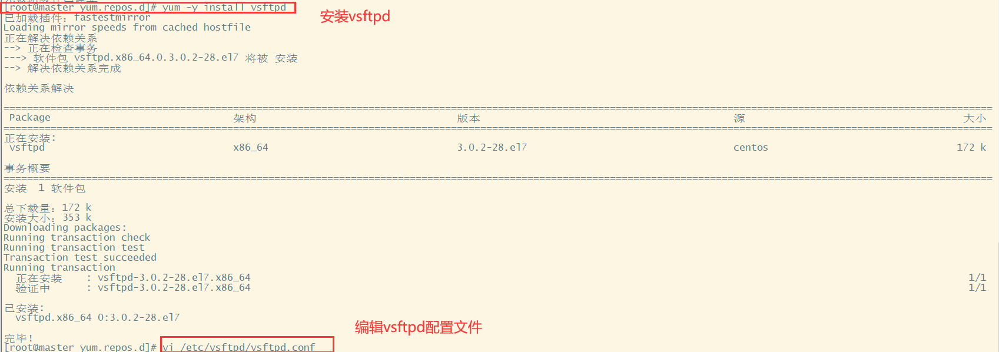 [root@master yum.repos.d]# yum -y install vsftpd
安装vsftpd
已加载插件：fastestmirror
Loading mirror speeds from cached hostfile
正在解决依赖关系
--> 正在检查事务
---> 软件包 vsftpd.x86_64.0.3.0.2-28.el7 将被 安装
--> 解决依赖关系完成
依赖关系解决
Package 架构 版本 源 大小
正在安装:
vsftpd x86_64 3.0.2-28.el7 centos 172 k
事务概要
安装 1 软件包
总下载量：172 k
安装大小：353 k
Downloading packages:
Running transaction check
Running transaction test
Transaction test succeeded
Running transaction
正在安装 : vsftpd-3.0.2-28.el7.x86_64 1/1
验证中 : vsftpd-3.0.2-28.el7.x86_64 1/1
已安装:
vsftpd.x86_64 0:3.0.2-28.el7
编辑vsftpd配置文件
完毕！
[root@master yum.repos.d]# vi /etc/vsftpd/vsftpd.conf